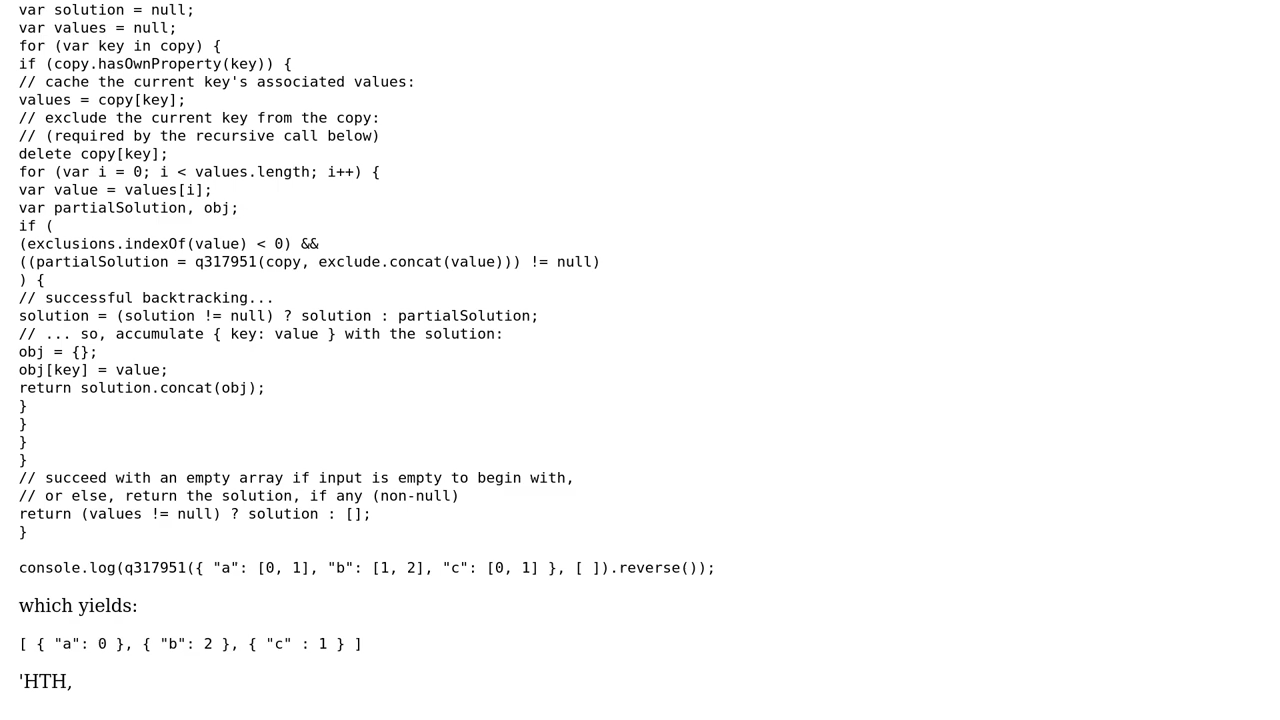 var solution = null;
var values = null;
for (var key in copy) {
if (copy.hasOwnProperty(key)) {
// cache the current key's associated values:
values = copy[key];
// exclude the current key from the copy:
// (required by the recursive call below)
delete copy[key];
for (var i = 0; i < values.length; i++) {
var value = values[i];
var partialSolution, obj;
if (
(exclusions.indexOf(value) < 0) &&
((partialSolution = q317951(copy, exclude.concat(value))) != null)
) {
// successful backtracking...
solution = (solution != null) ? solution : partialSolution;
// ... so, accumulate { key: value } with the solution:
obj = {};
obj[key] = value;
return solution.concat(obj);
}
}
}
}
// succeed with an empty array if input is empty to begin with,
// or else, return the solution, if any (non-null)
return (values != null) ? solution : [];
}
console.log(q317951({ "a": [0, 1], "b": [1, 2], "c": [0, 1] }, [ ]).reverse());
which yields:
[ { "a": 0 }, { "b": 2 }, { "c" : 1 } ]
'HTH,